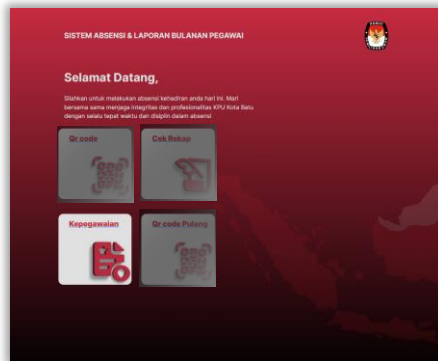 SISTEM ABSENSI & LAPORAN BULANAN PEGAWAI
Selamat Datang,
Silahkan untuk melakukan absensi kehadiran anda hari ini. Mari
bersama sama menjaga integritas dan profesionalitas KPU Kota Batu
dengan selalu tepat waktu dan disiplin dalam absensi
Qr code
Cek Rekap
Kepegawaian
Qr code Pulang